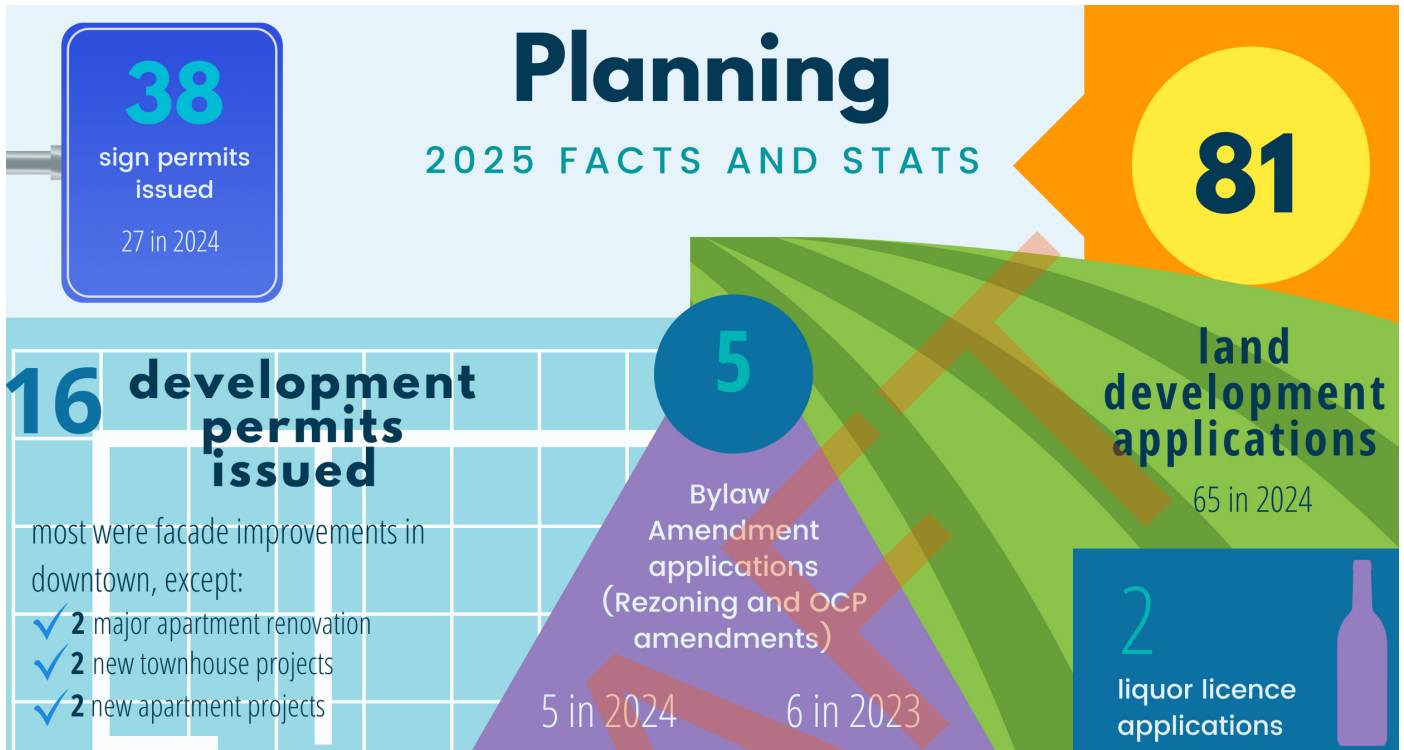 38
sign permits
issued
27 in 2024
Planning
2025 FACTS AND STATS
81
land
development
applications
65 in 2024
16 development
permits
issued
most were facade improvements in
downtown, except:
2 major apartment renovation
2 new townhouse projects
2 new apartment projects
5
Bylaw
Amendment
applications
(Rezoning and OCP
amendments)
5 in 2024 6 in 2023
2
liquor licence
applications